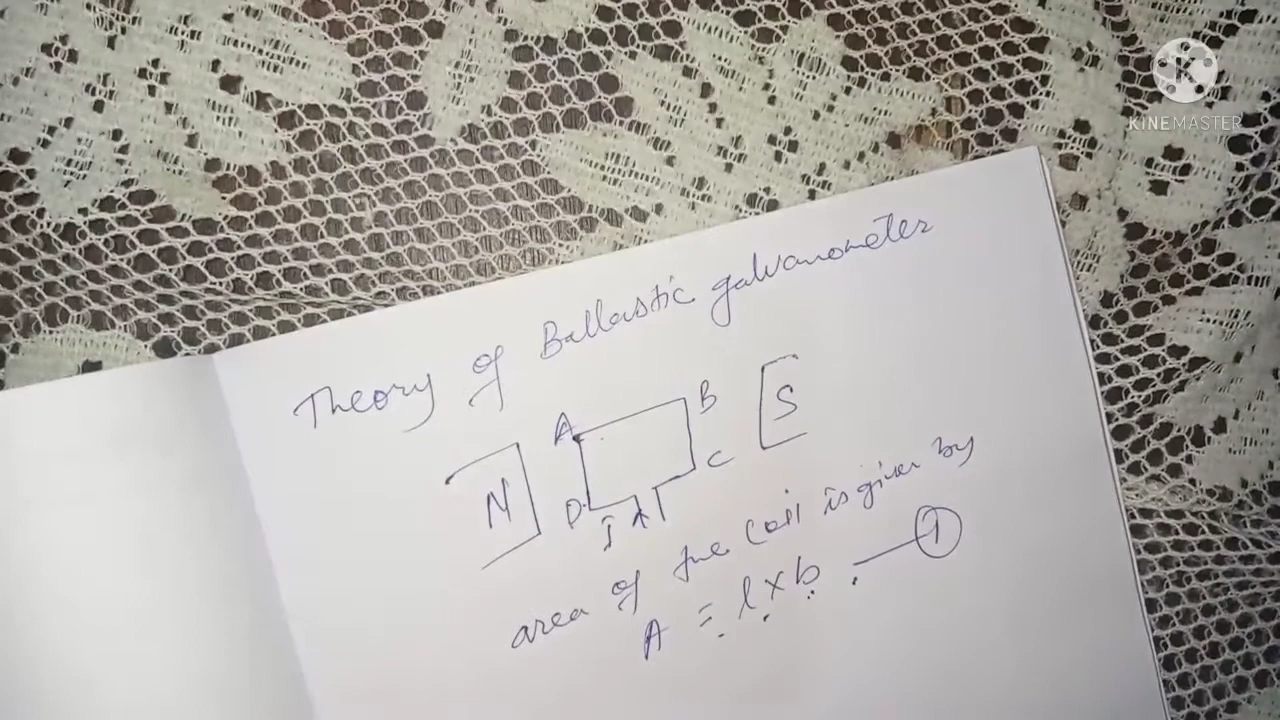 KINEMASTER
Theory of Ballastic galvanometer
A B
N S
D C
I
area of the coil is given by
A = l x b . — 1